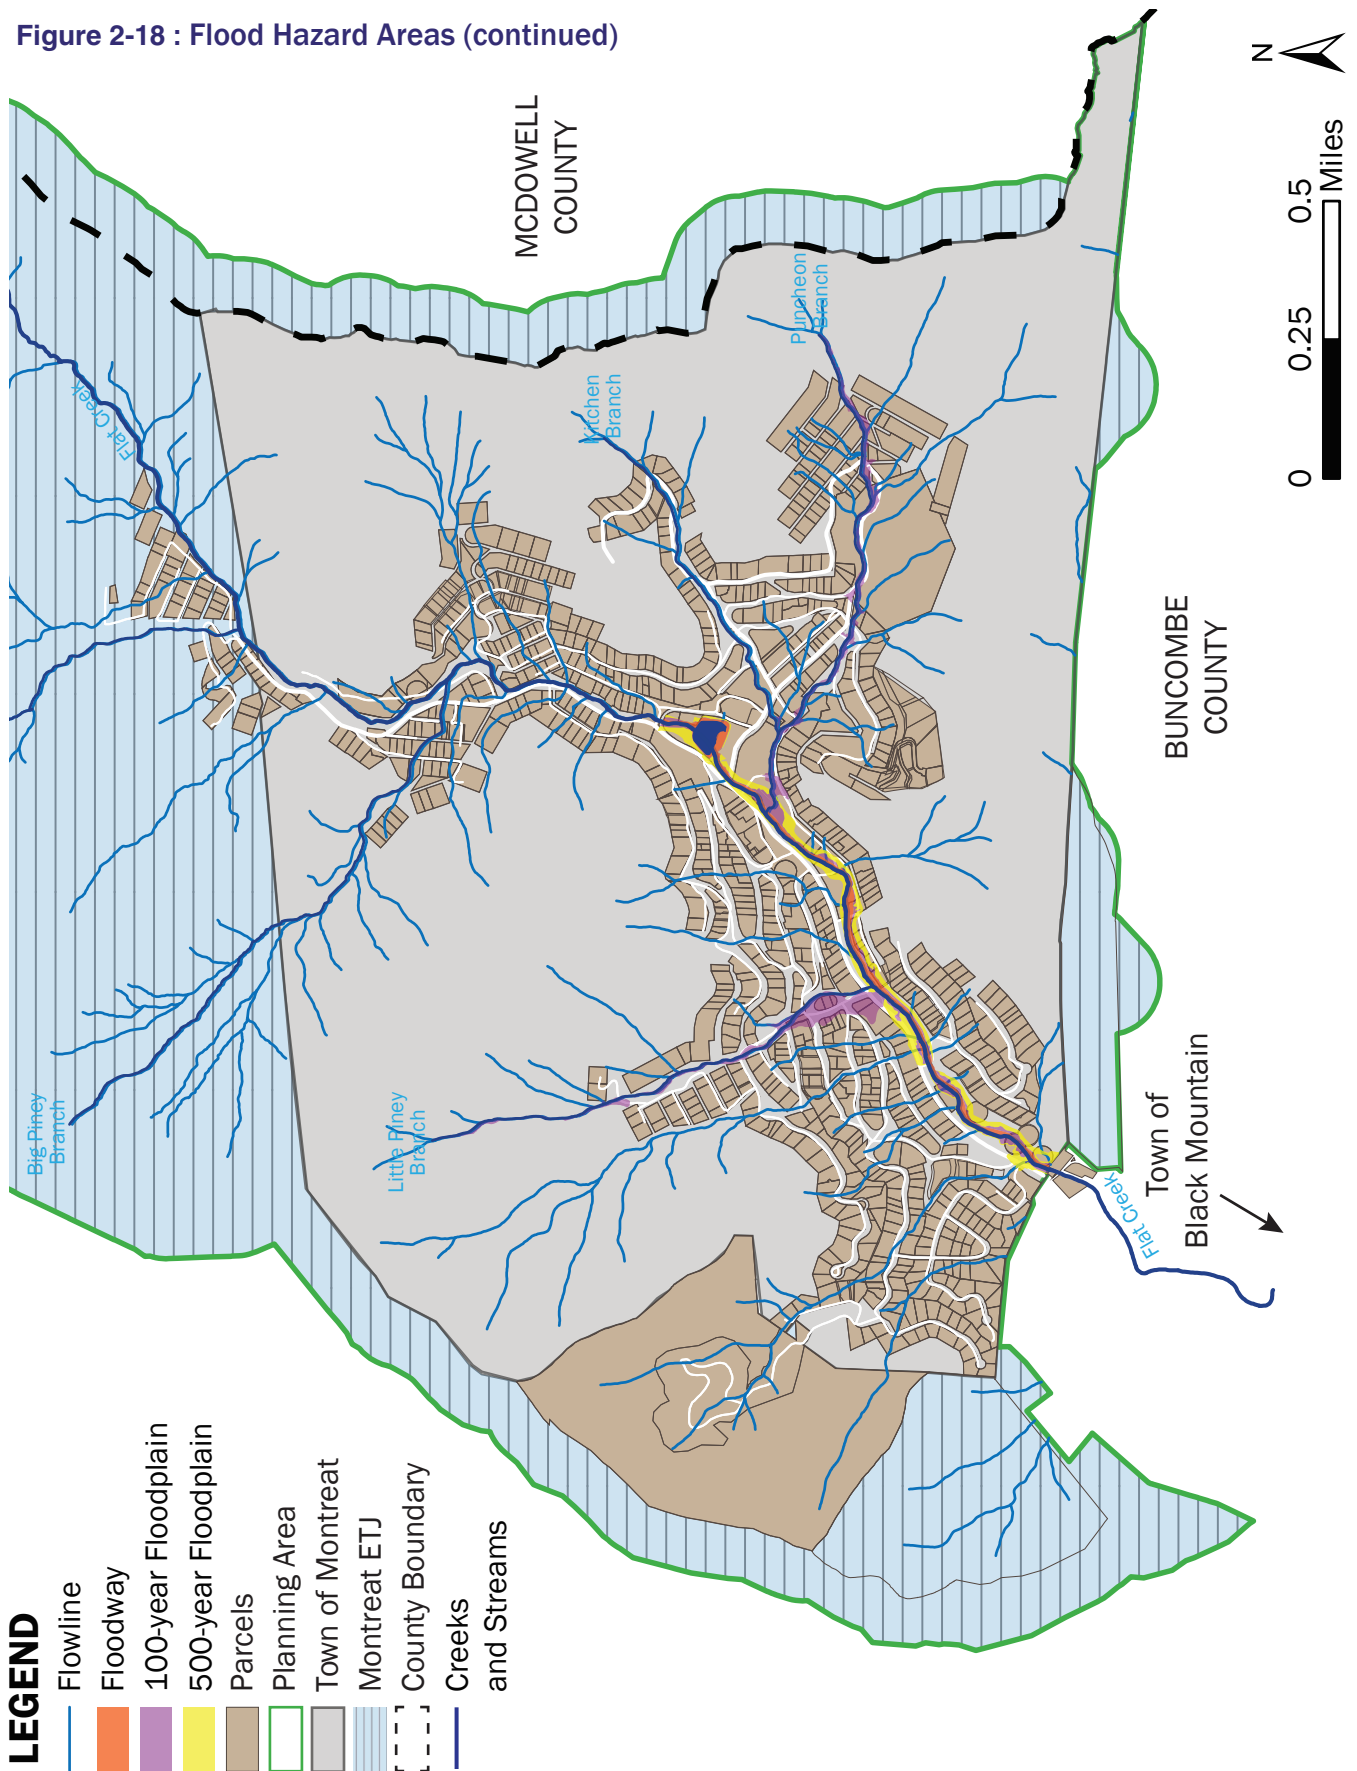 Figure 2-18 : Flood Hazard Areas (continued)
N
MCDOWELL
COUNTY
Flat Creek
Puncheon
Branch
Kitchen
Branch
0
0.25
0.5
Miles
BUNCOMBE
COUNTY
Big Piney
Branch
Little Piney
Branch
Flat Creek
Town of
Black Mountain
LEGEND
Flowline
Floodway
100-year Floodplain
500-year Floodplain
Parcels
Planning Area
Town of Montreat
Montreat ETJ
County Boundary
Creeks
and Streams